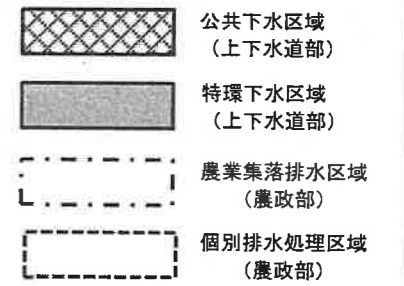 公共下水区域
（上下水道部）
特環下水区域
（上下水道部）
農業集落排水区域
（農政部）
個別排水処理区域
（農政部）